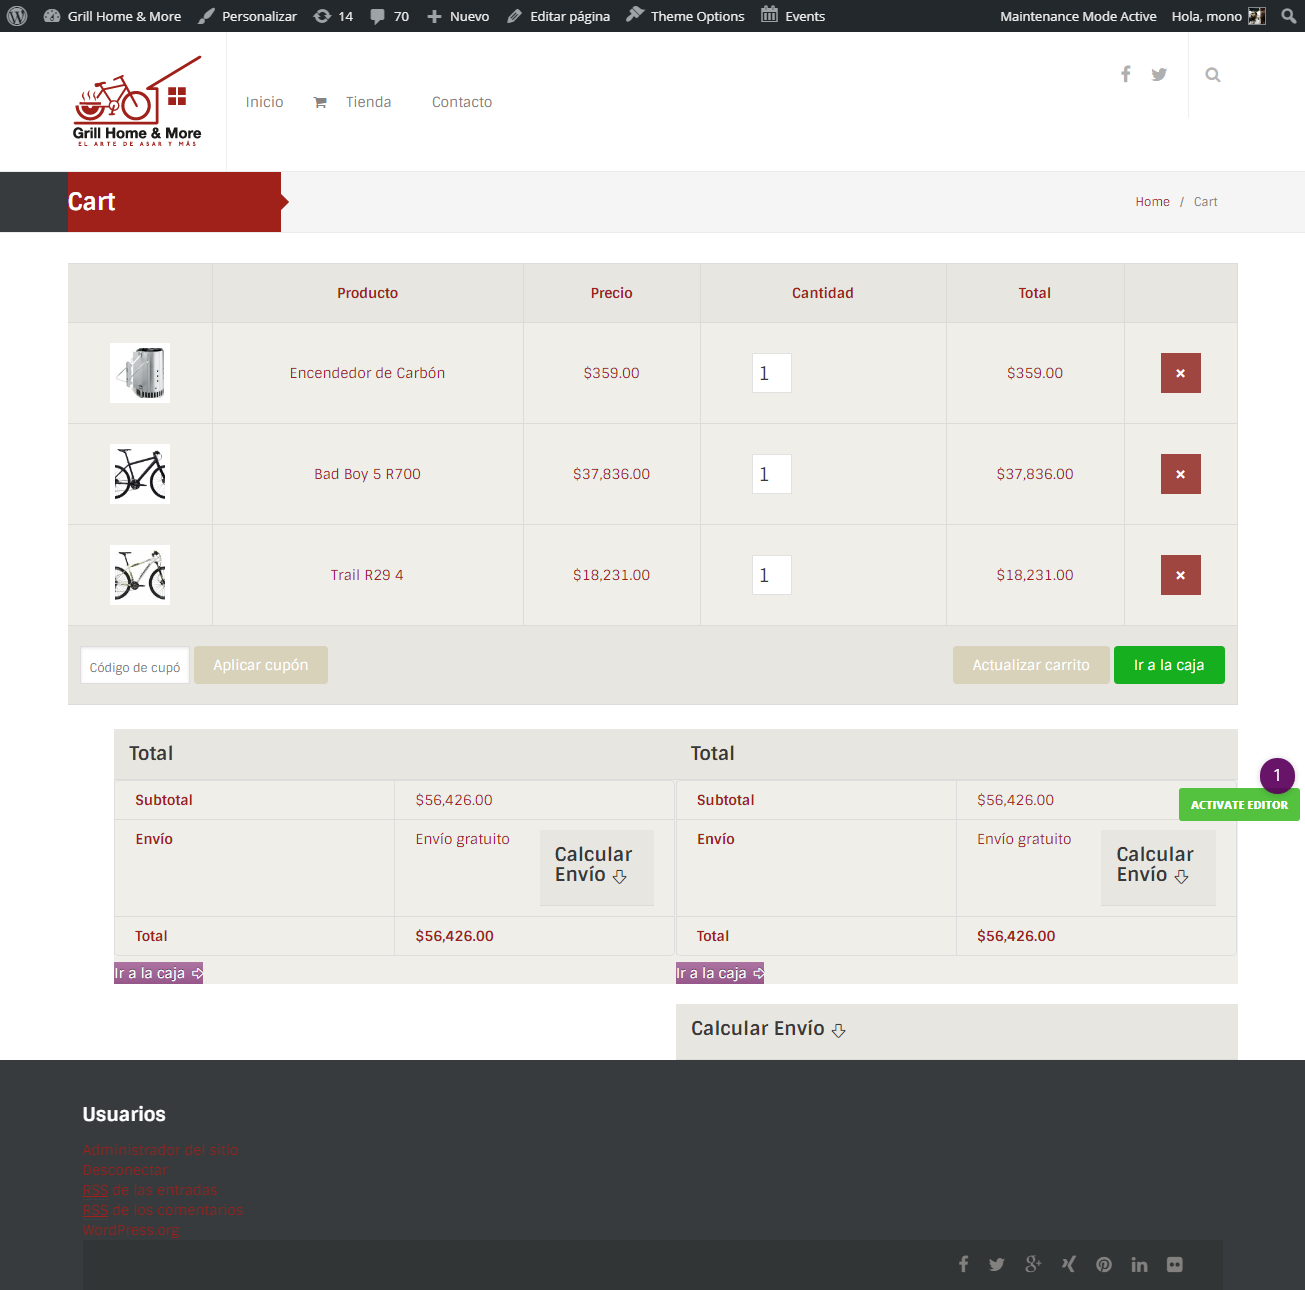 Grill Home & More Personalizar 14 70 Nuevo Editar página Theme Options Events Maintenance Mode Active Hola, mono
Grill Home & More
EL ARTE DE ASAR Y MÁS
Inicio Tienda Contacto
Cart
Home / Cart
Producto Precio Cantidad Total
Encendedor de Carbón $359.00 1 $359.00 ×
Bad Boy 5 R700 $37,836.00 1 $37,836.00 ×
Trail R29 4 $18,231.00 1 $18,231.00 ×
Código de cupó Aplicar cupón Actualizar carrito Ir a la caja
Total Total
1
Subtotal $56,426.00 Subtotal $56,426.00
ACTIVATE EDITOR
Envío Envío gratuito Calcular Envío Envío gratuito Calcular
Envío Envío
Total $56,426.00 Total $56,426.00
Ir a la caja Ir a la caja
Calcular Envío
Usuarios
Administrador del sitio
Desconectar
RSS de las entradas
RSS de los comentarios
WordPress.org